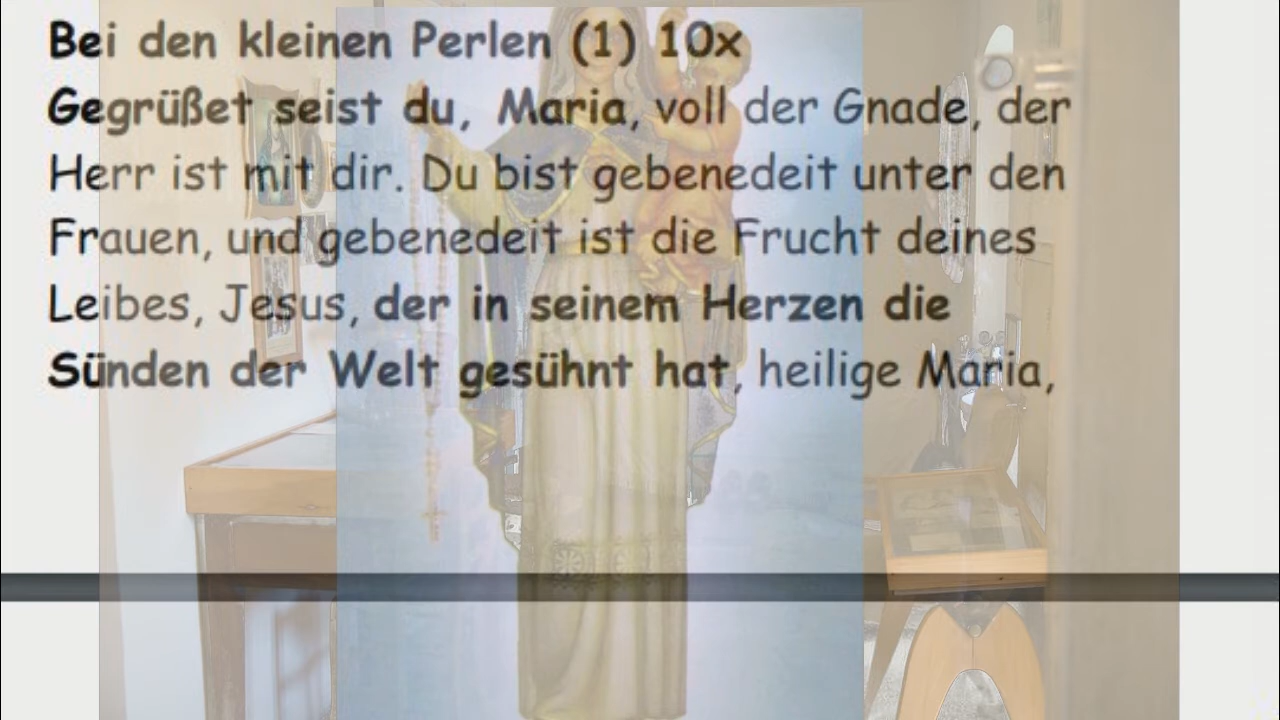 Bei den kleinen Perlen (1) 10x
Gegrüßet seist du, Maria, voll der Gnade, der
Herr ist mit dir. Du bist gebenedeit unter den
Frauen, und gebenedeit ist die Frucht deines
Leibes, Jesus, der in seinem Herzen die
Sünden der Welt gesühnt hat, heilige Maria,